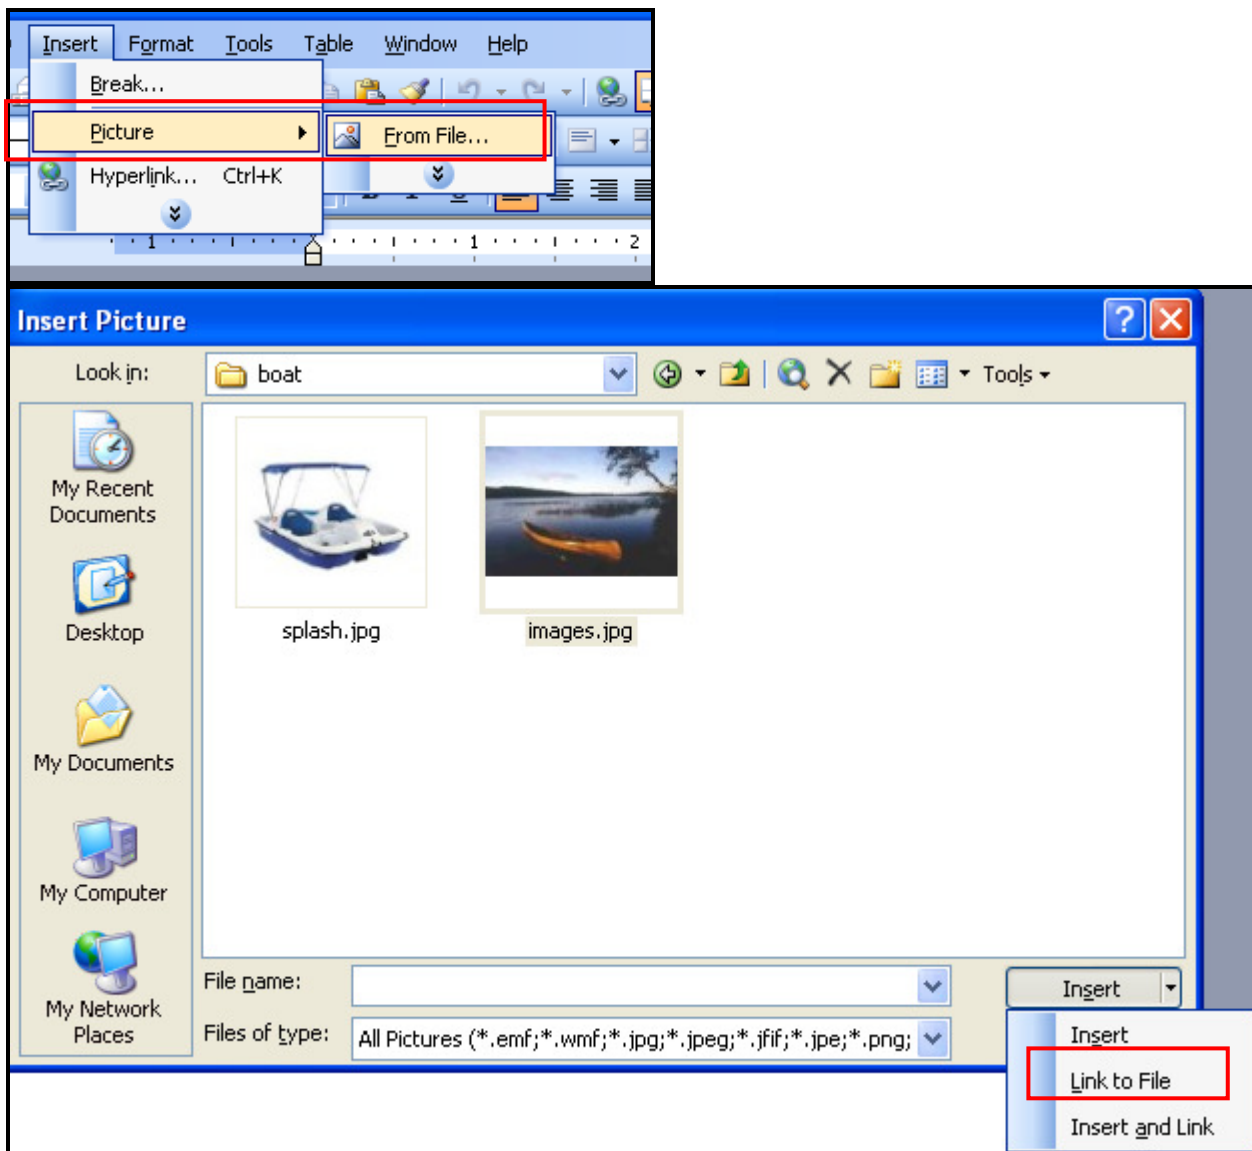 Insert Format Tools Table Window Help
Break...
Picture
From File...
Hyperlink... Ctrl+K
B I U
1 1 2
Insert Picture
Look in: boat Tools
My Recent
Documents
Desktop
My Documents
My Computer
My Network
Places
splash.jpg images.jpg
File name:
Insert
Files of type: All Pictures (*.emf;*.wmf;*.jpg;*.jpeg;*.jfif;*.jpe;*.png;
Insert
Link to File
Insert and Link